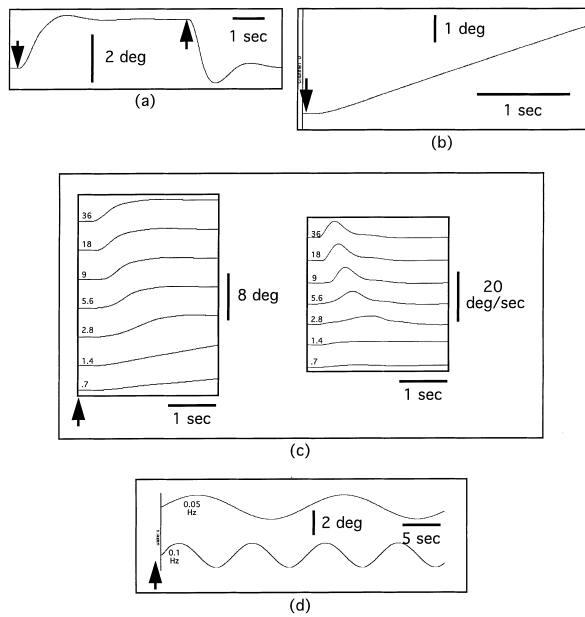 1 sec
2 deg
(a)
1 deg
1 sec
(b)
36
18
9
5.6
2.8
1.4
.7
8 deg
1 sec
36
18
9
5.6
2.8
1.4
.7
20
deg/sec
1 sec
(c)
0.05
Hz
2 deg
5 sec
0.1
Hz
(d)